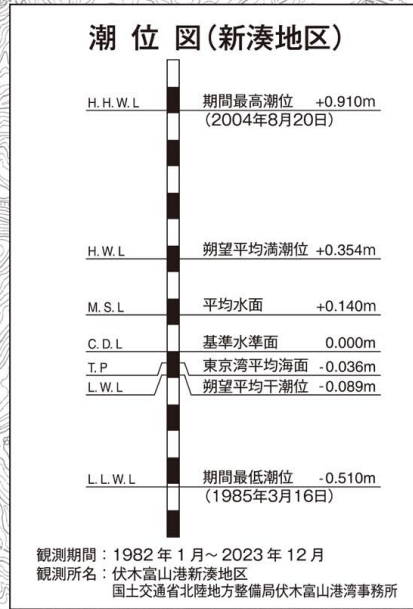 潮 位 図(新湊地区)
H. H. W. L 期間最高潮位 +0.910m
(2004年8月20日)
H. W. L 朔望平均満潮位 +0.354m
M. S. L 平均水面 +0.140m
C. D. L 基準水準面 0.000m
T. P 東京湾平均海面 -0.036m
L. W. L 朔望平均干潮位 -0.089m
L. L. W. L 期間最低潮位 -0.510m
(1985年3月16日)
観測期間:1982年1月~2023年12月
観測所名:伏木富山港新湊地区
国土交通省北陸地方整備局伏木富山港湾事務所